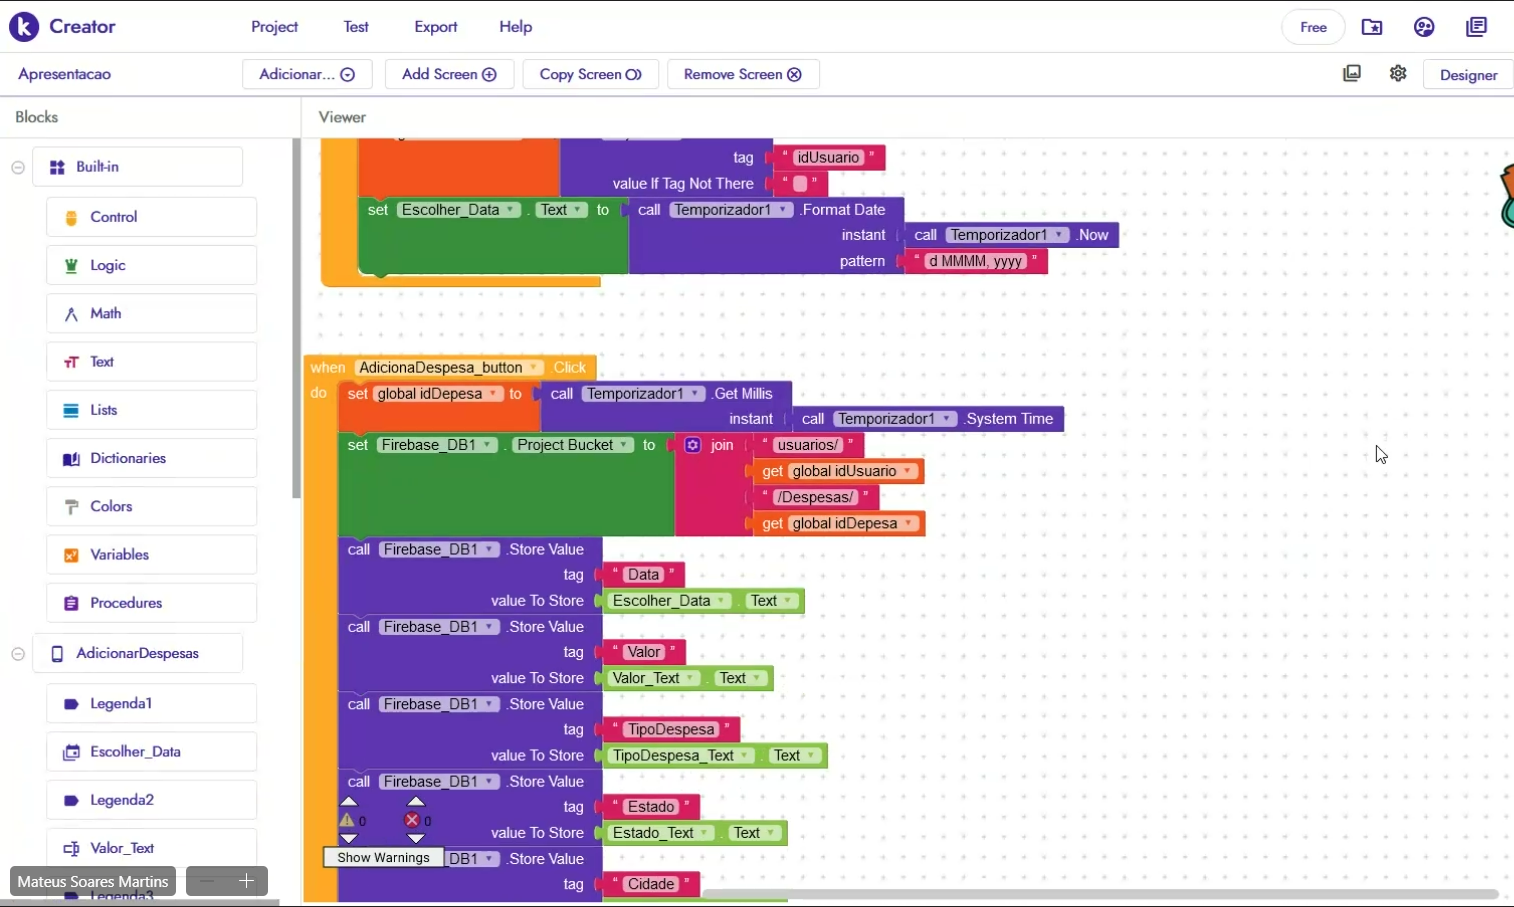 Creator
Project Test Export Help Free
Apresentacao Adicionar... Add Screen Copy Screen Remove Screen Designer
Blocks Viewer
Built-in
Control
Logic
Math
Text
Lists
Dictionaries
Colors
Variables
Procedures
AdicionarDespesas
Legenda1
Escolher_Data
Legenda2
Valor_Text
Legenda3
Mateus Soares Martins
tag " idUsuario "
value If Tag Not There " "
set Escolher_Data . Text to call Temporizador1 .Format Date
instant call Temporizador1 .Now
pattern " d MMMM, yyyy "
when AdicionaDespesa_button .Click
do set global idDepesa to call Temporizador1 .Get Millis
instant call Temporizador1 .System Time
set Firebase_DB1 . Project Bucket to join " usuarios/ "
get global idUsuario
" /Despesas/ "
get global idDepesa
call Firebase_DB1 .Store Value
tag " Data "
value To Store Escolher_Data . Text
call Firebase_DB1 .Store Value
tag " Valor "
value To Store Valor_Text . Text
call Firebase_DB1 .Store Value
tag " TipoDespesa "
value To Store TipoDespesa_Text . Text
call Firebase_DB1 .Store Value
tag " Estado "
value To Store Estado_Text . Text
0 0
Show Warnings
_DB1 .Store Value
tag " Cidade "